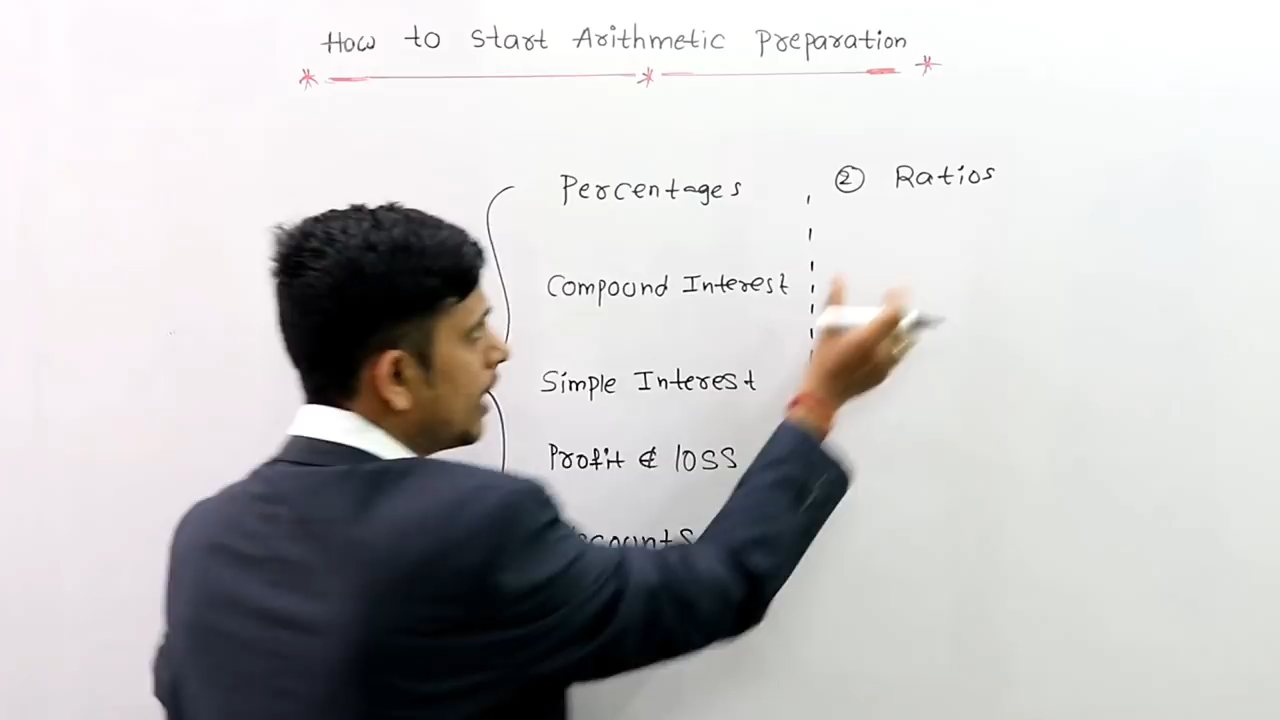 How to start Arithmetic Preparation
Percentages
Compound Interest
Simple Interest
Profit & loss
② Ratios